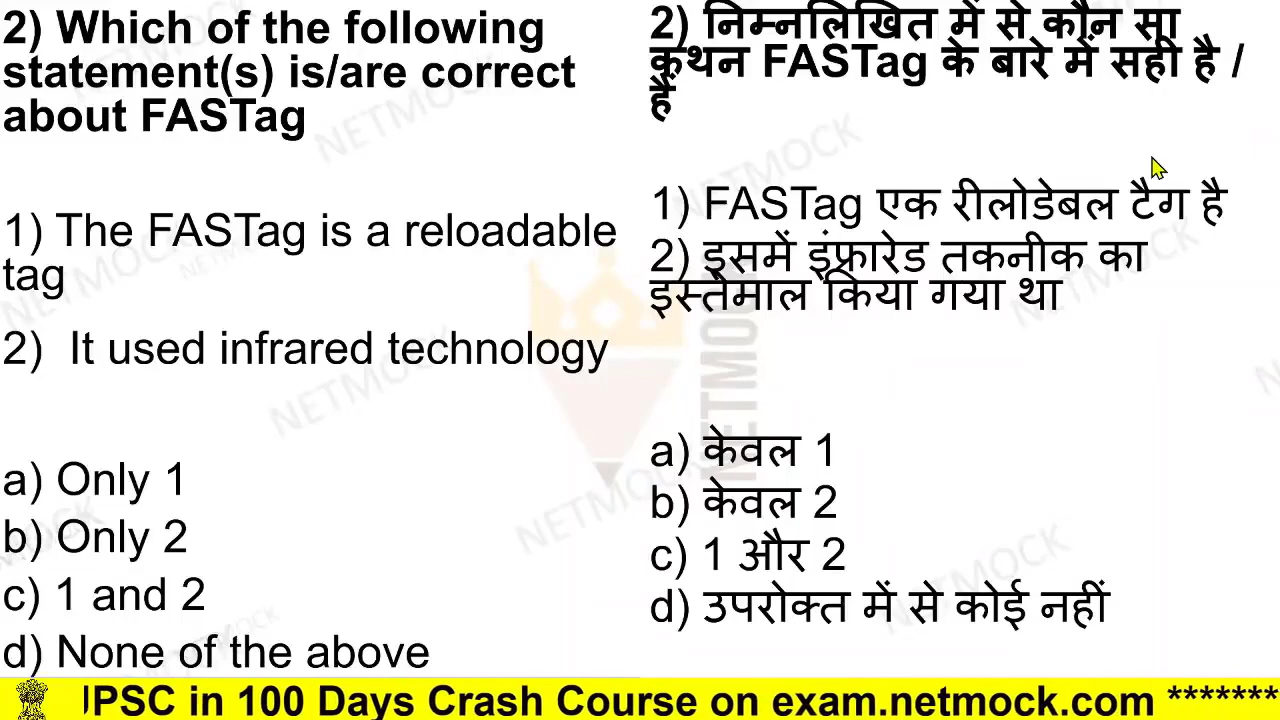 2) Which of the following
statement(s) is/are correct
about FASTag
1) The FASTag is a reloadable
tag
2) It used infrared technology
a) Only 1
b) Only 2
c) 1 and 2
d) None of the above
2) निम्नलिखित में से कौन सा
कथन FASTag के बारे में सही है /
हैं
1) FASTag एक रीलोडेबल टैग है
2) इसमें इंफ्रारेड तकनीक का
इस्तेमाल किया गया था
a) केवल 1
b) केवल 2
c) 1 और 2
d) उपरोक्त में से कोई नहीं
NETMOCK
JPSC in 100 Days Crash Course on exam.netmock.com *******